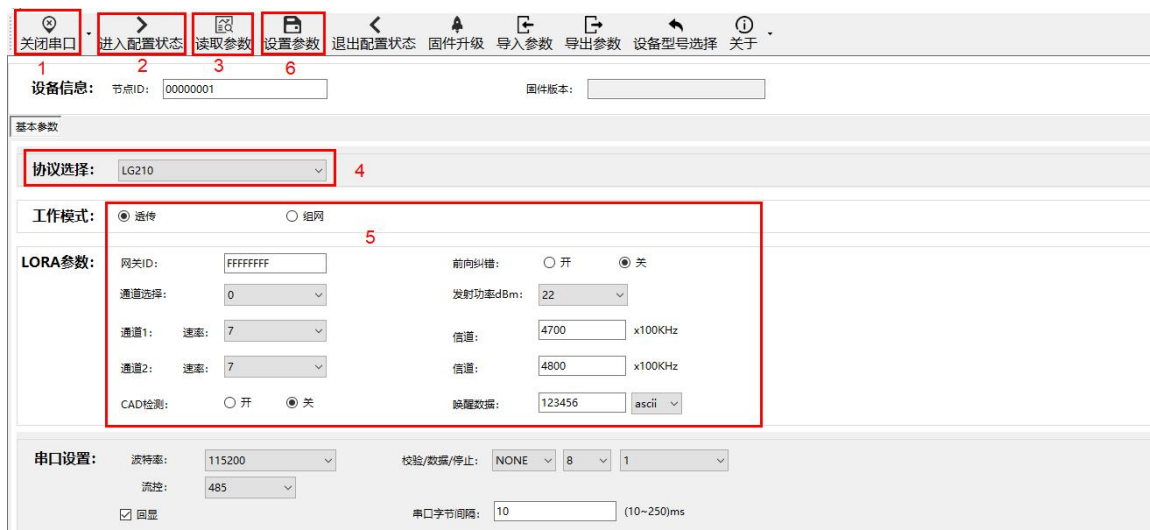 关闭串口 进入配置状态 读取参数 设置参数 退出配置状态 固件升级 导入参数 导出参数 设备型号选择 关于
1 2 3 6
设备信息： 节点ID: 00000001 固件版本:
基本参数
协议选择： LG210 4
工作模式： 透传 组网
5
LORA参数： 网关ID: FFFFFFFF 前向纠错: 开 关
通道选择: 0 发射功率dBm: 22
通道1: 速率: 7 信道: 4700 x100KHz
通道2: 速率: 7 信道: 4800 x100KHz
CAD检测: 开 关 唤醒数据: 123456 ascii
串口设置： 波特率: 115200 校验/数据/停止: NONE 8 1
流控: 485
回显 串口字节间隔: 10 (10~250)ms